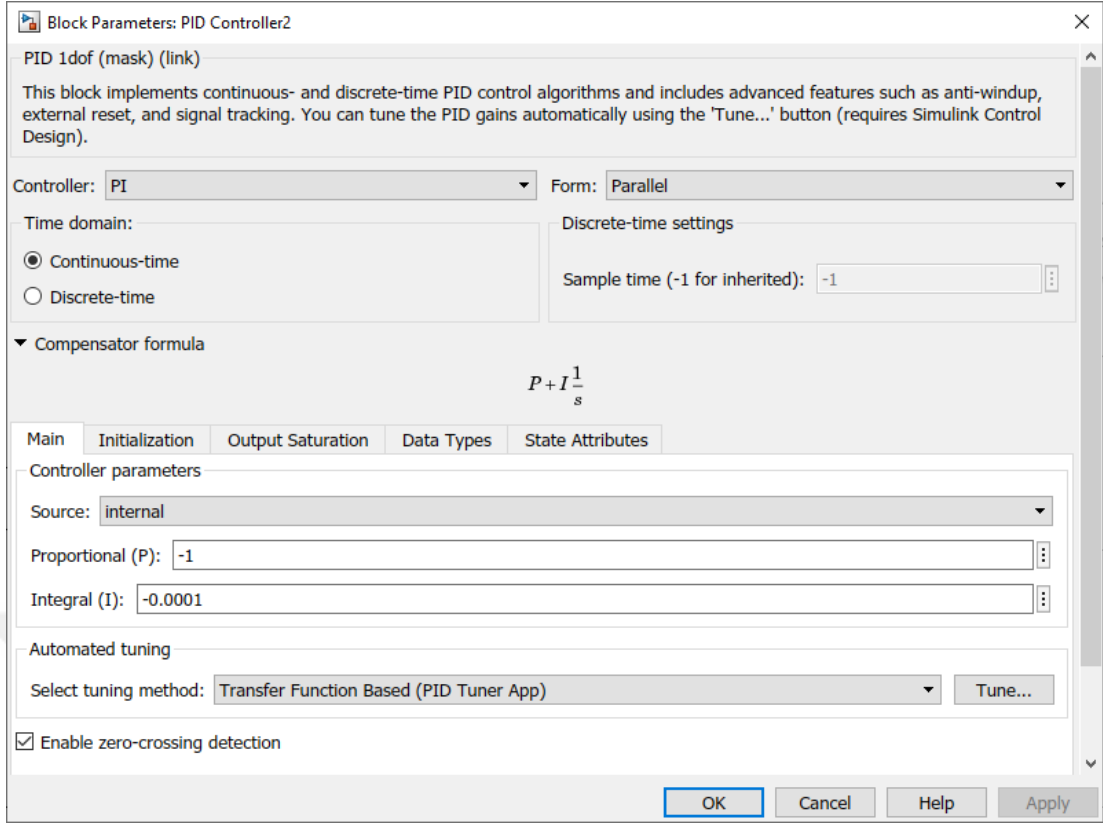 Block Parameters: PID Controller2
PID 1dof (mask) (link)
This block implements continuous- and discrete-time PID control algorithms and includes advanced features such as anti-windup,
external reset, and signal tracking. You can tune the PID gains automatically using the 'Tune...' button (requires Simulink Control
Design).
Controller: PI Form: Parallel
Time domain: Discrete-time settings
Continuous-time
Sample time (-1 for inherited): -1
Discrete-time
Compensator formula
P + I 1/s
Main Initialization Output Saturation Data Types State Attributes
Controller parameters
Source: internal
Proportional (P): -1
Integral (I): -0.0001
Automated tuning
Select tuning method: Transfer Function Based (PID Tuner App) Tune...
Enable zero-crossing detection
OK Cancel Help Apply